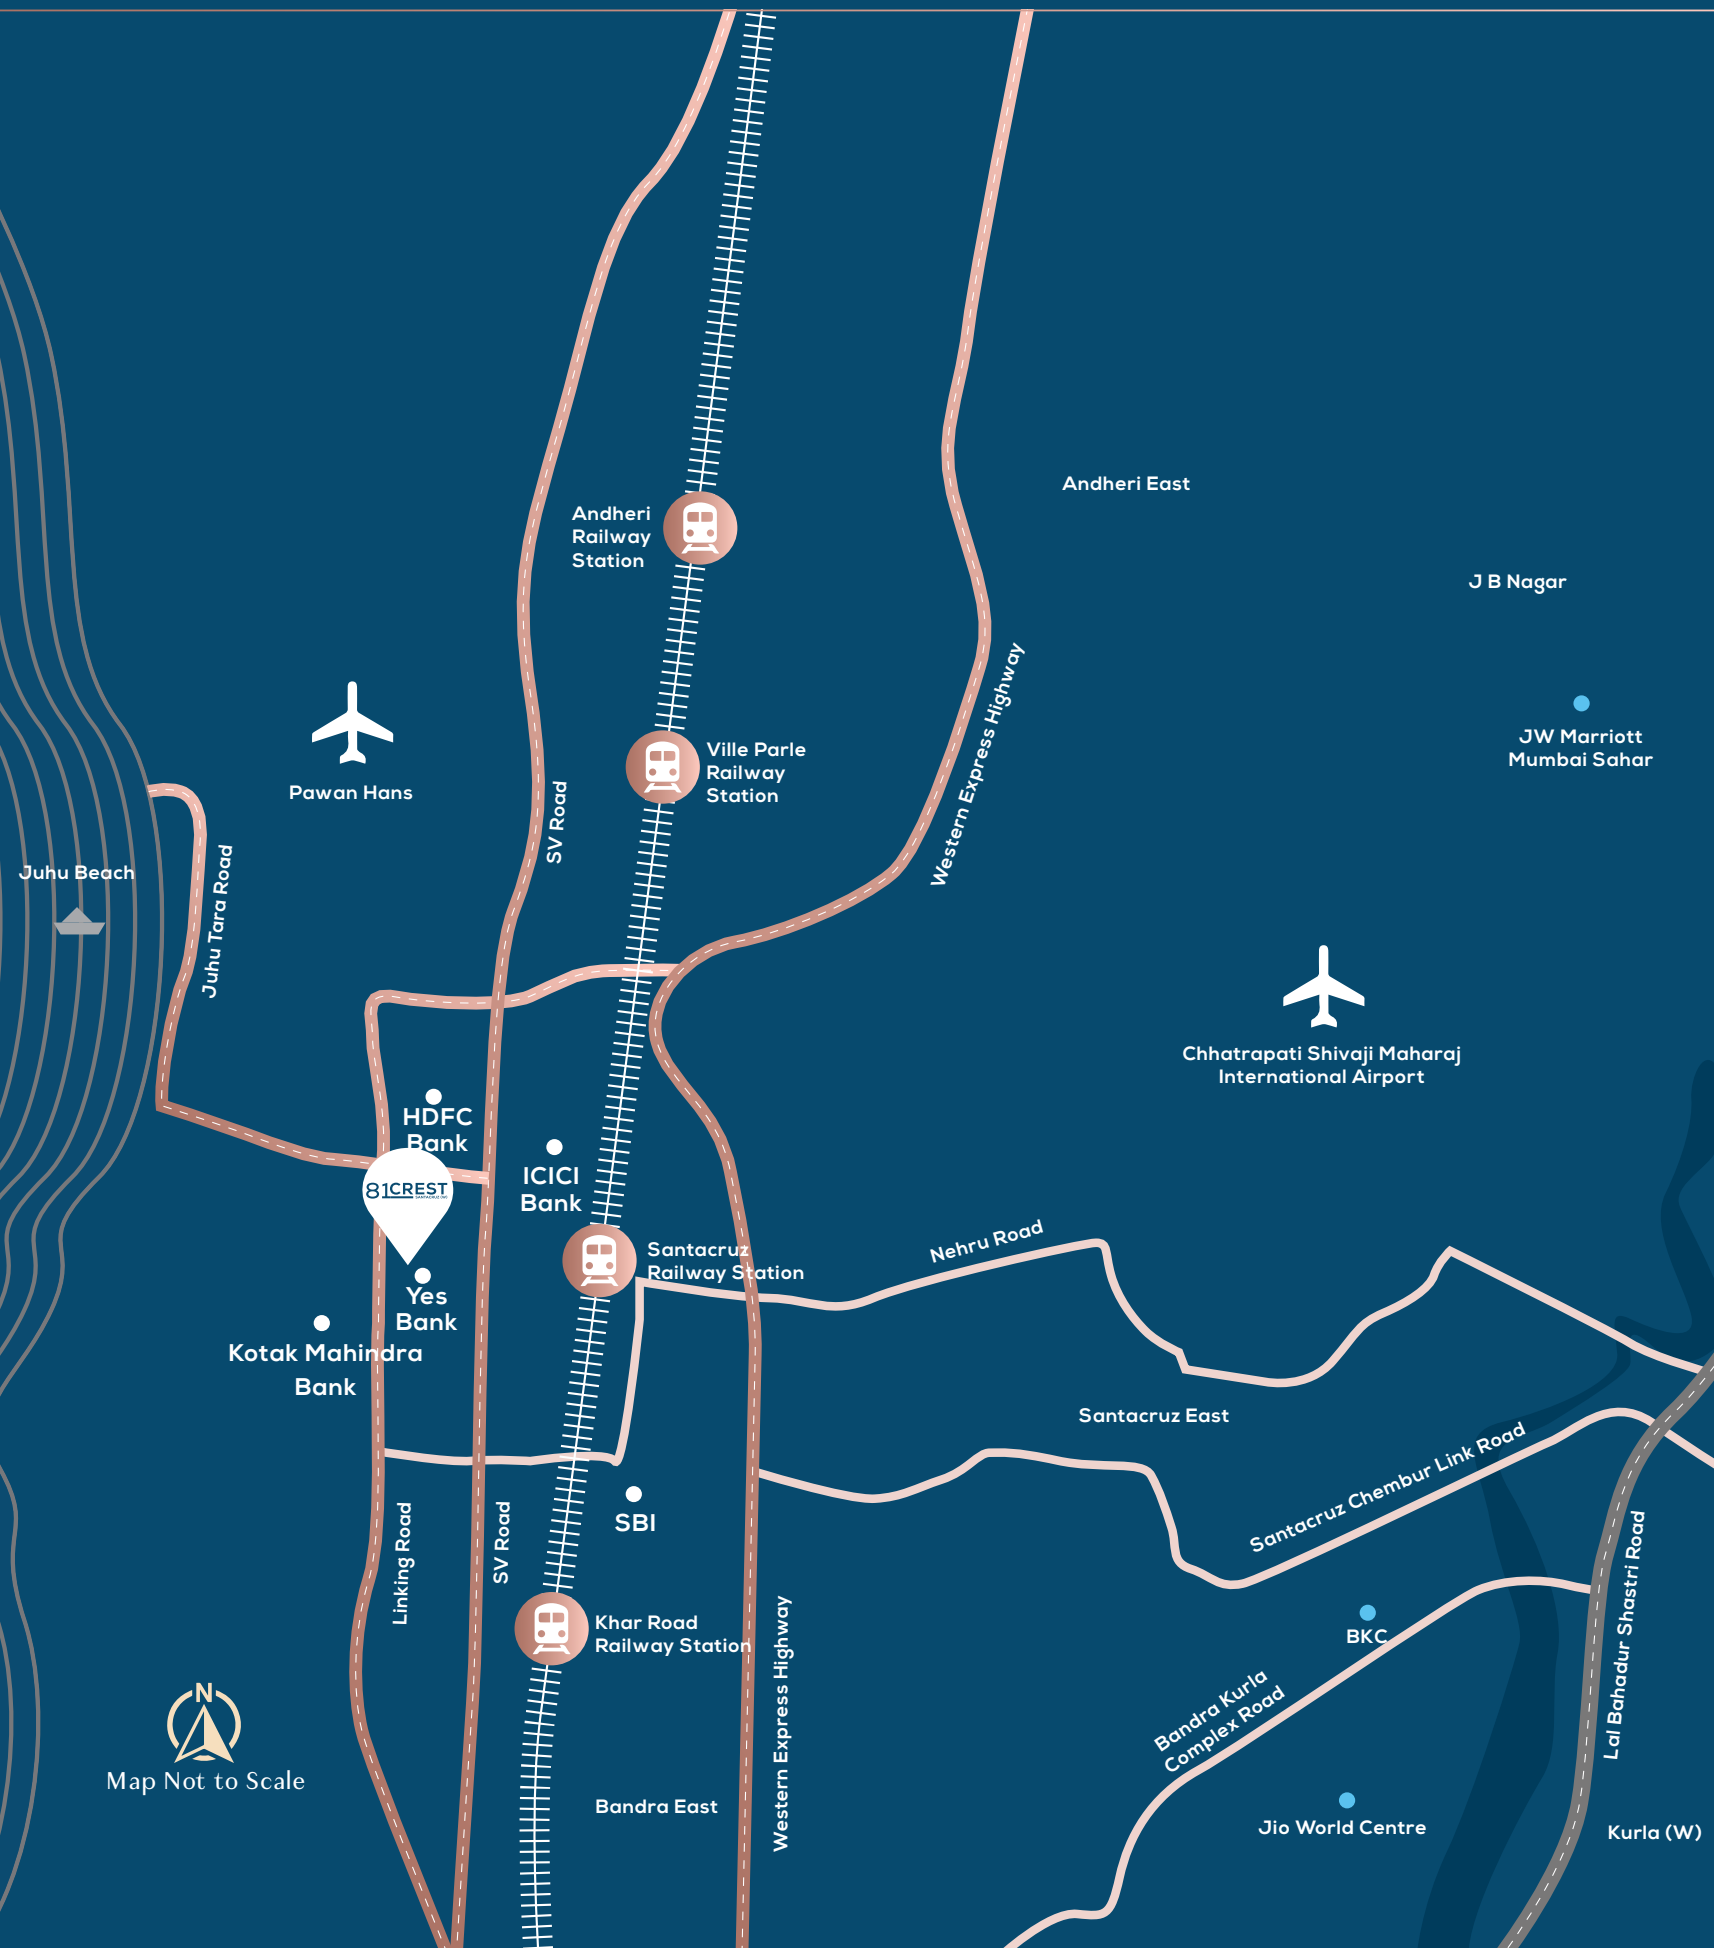 Andheri East
Andheri
Railway
Station
J B Nagar
Western Express Highway
JW Marriott
Mumbai Sahar
Ville Parle
Railway
Station
Pawan Hans
SV Road
Juhu Beach
Juhu Tara Road
Chhatrapati Shivaji Maharaj
International Airport
HDFC
Bank
ICICI
Bank
81CREST
Santacruz
Railway Station
Nehru Road
Yes
Bank
Kotak Mahindra
Bank
Santacruz East
Santacruz Chembur Link Road
SBI
Linking Road
SV Road
Lal Bahadur Shastri Road
Khar Road
Railway Station
Western Express Highway
BKC
Bandra Kurla
Complex Road
N
Map Not to Scale
Bandra East
Jio World Centre
Kurla (W)